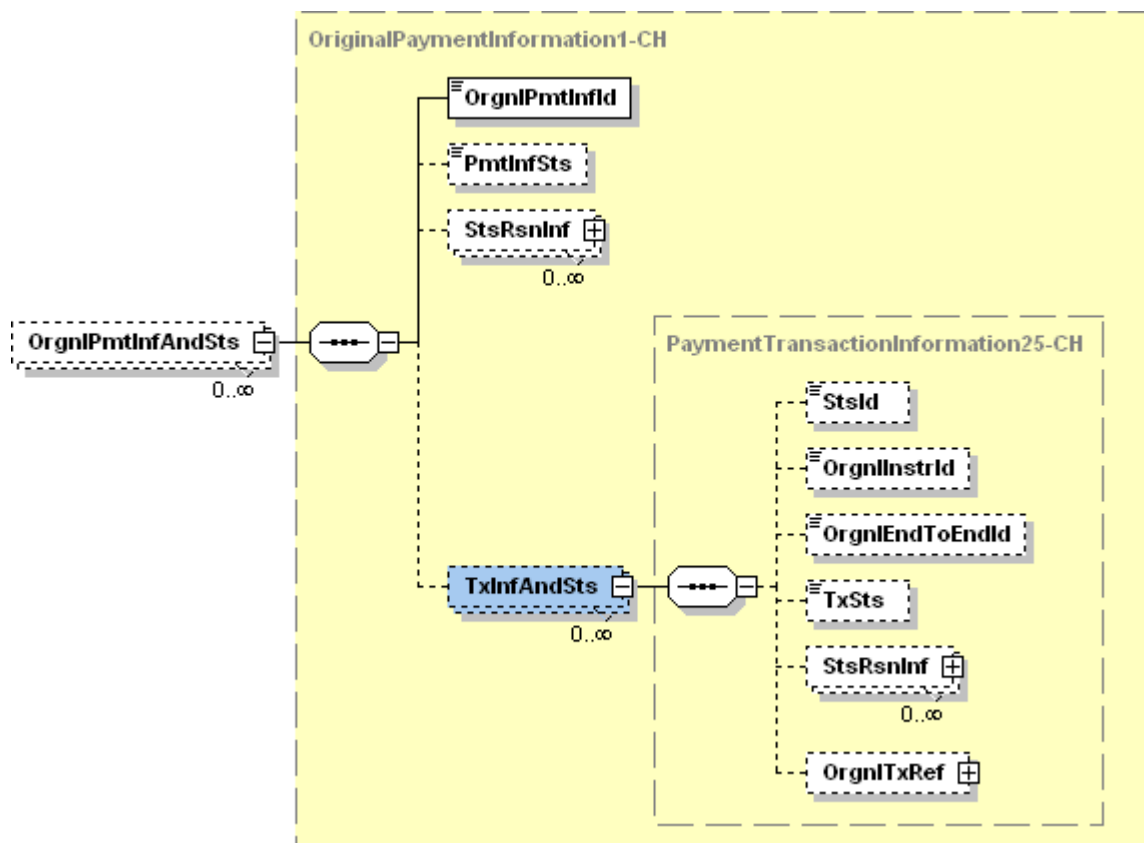 OriginalPaymentInformation1-CH
OrgnlPmtInfId
PmtInfSts
StsRsnInf
0..∞
OrgnlPmtInfAndSts
0..∞
PaymentTransactionInformation25-CH
StsId
OrgnlInstrId
OrgnlEndToEndId
TxInfAndSts
0..∞
TxSts
StsRsnInf
0..∞
OrgnlTxRef